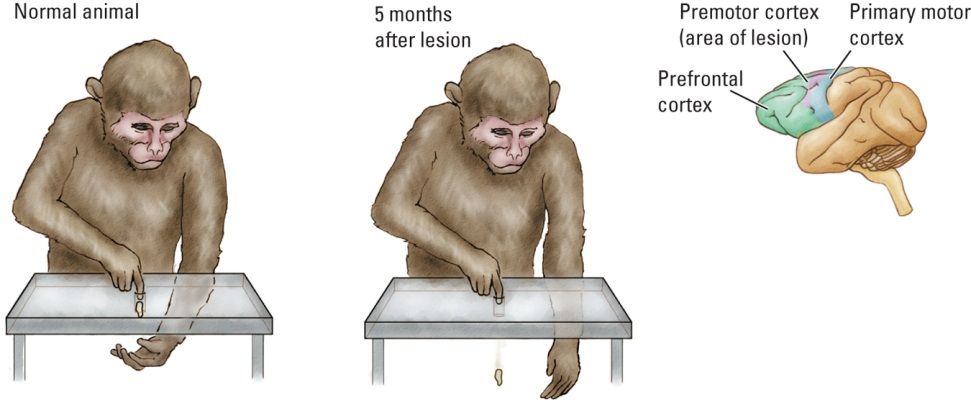 Normal animal
5 months
after lesion
Premotor cortex
(area of lesion)
Primary motor
cortex
Prefrontal
cortex